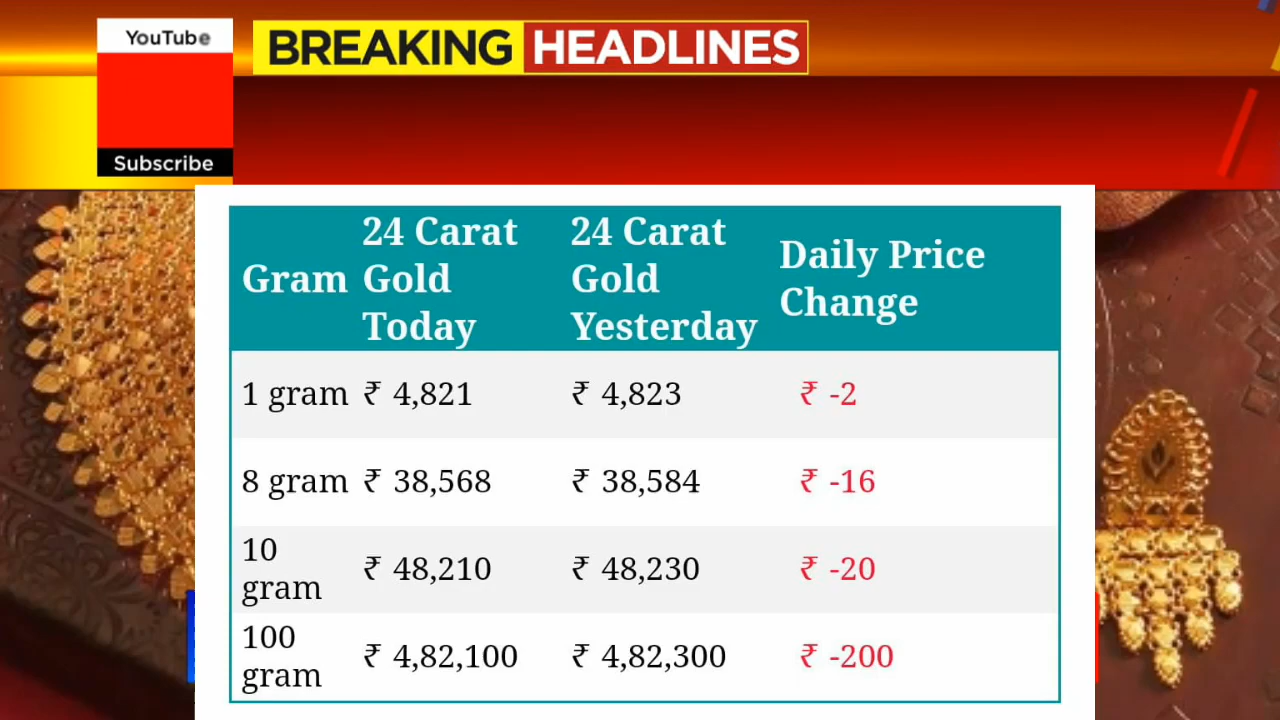 YouTube
BREAKING HEADLINES
Subscribe
Gram 24 Carat Gold Today 24 Carat Gold Yesterday Daily Price Change
1 gram ₹ 4,821 ₹ 4,823 ₹ -2
8 gram ₹ 38,568 ₹ 38,584 ₹ -16
10 gram ₹ 48,210 ₹ 48,230 ₹ -20
100 gram ₹ 4,82,100 ₹ 4,82,300 ₹ -200